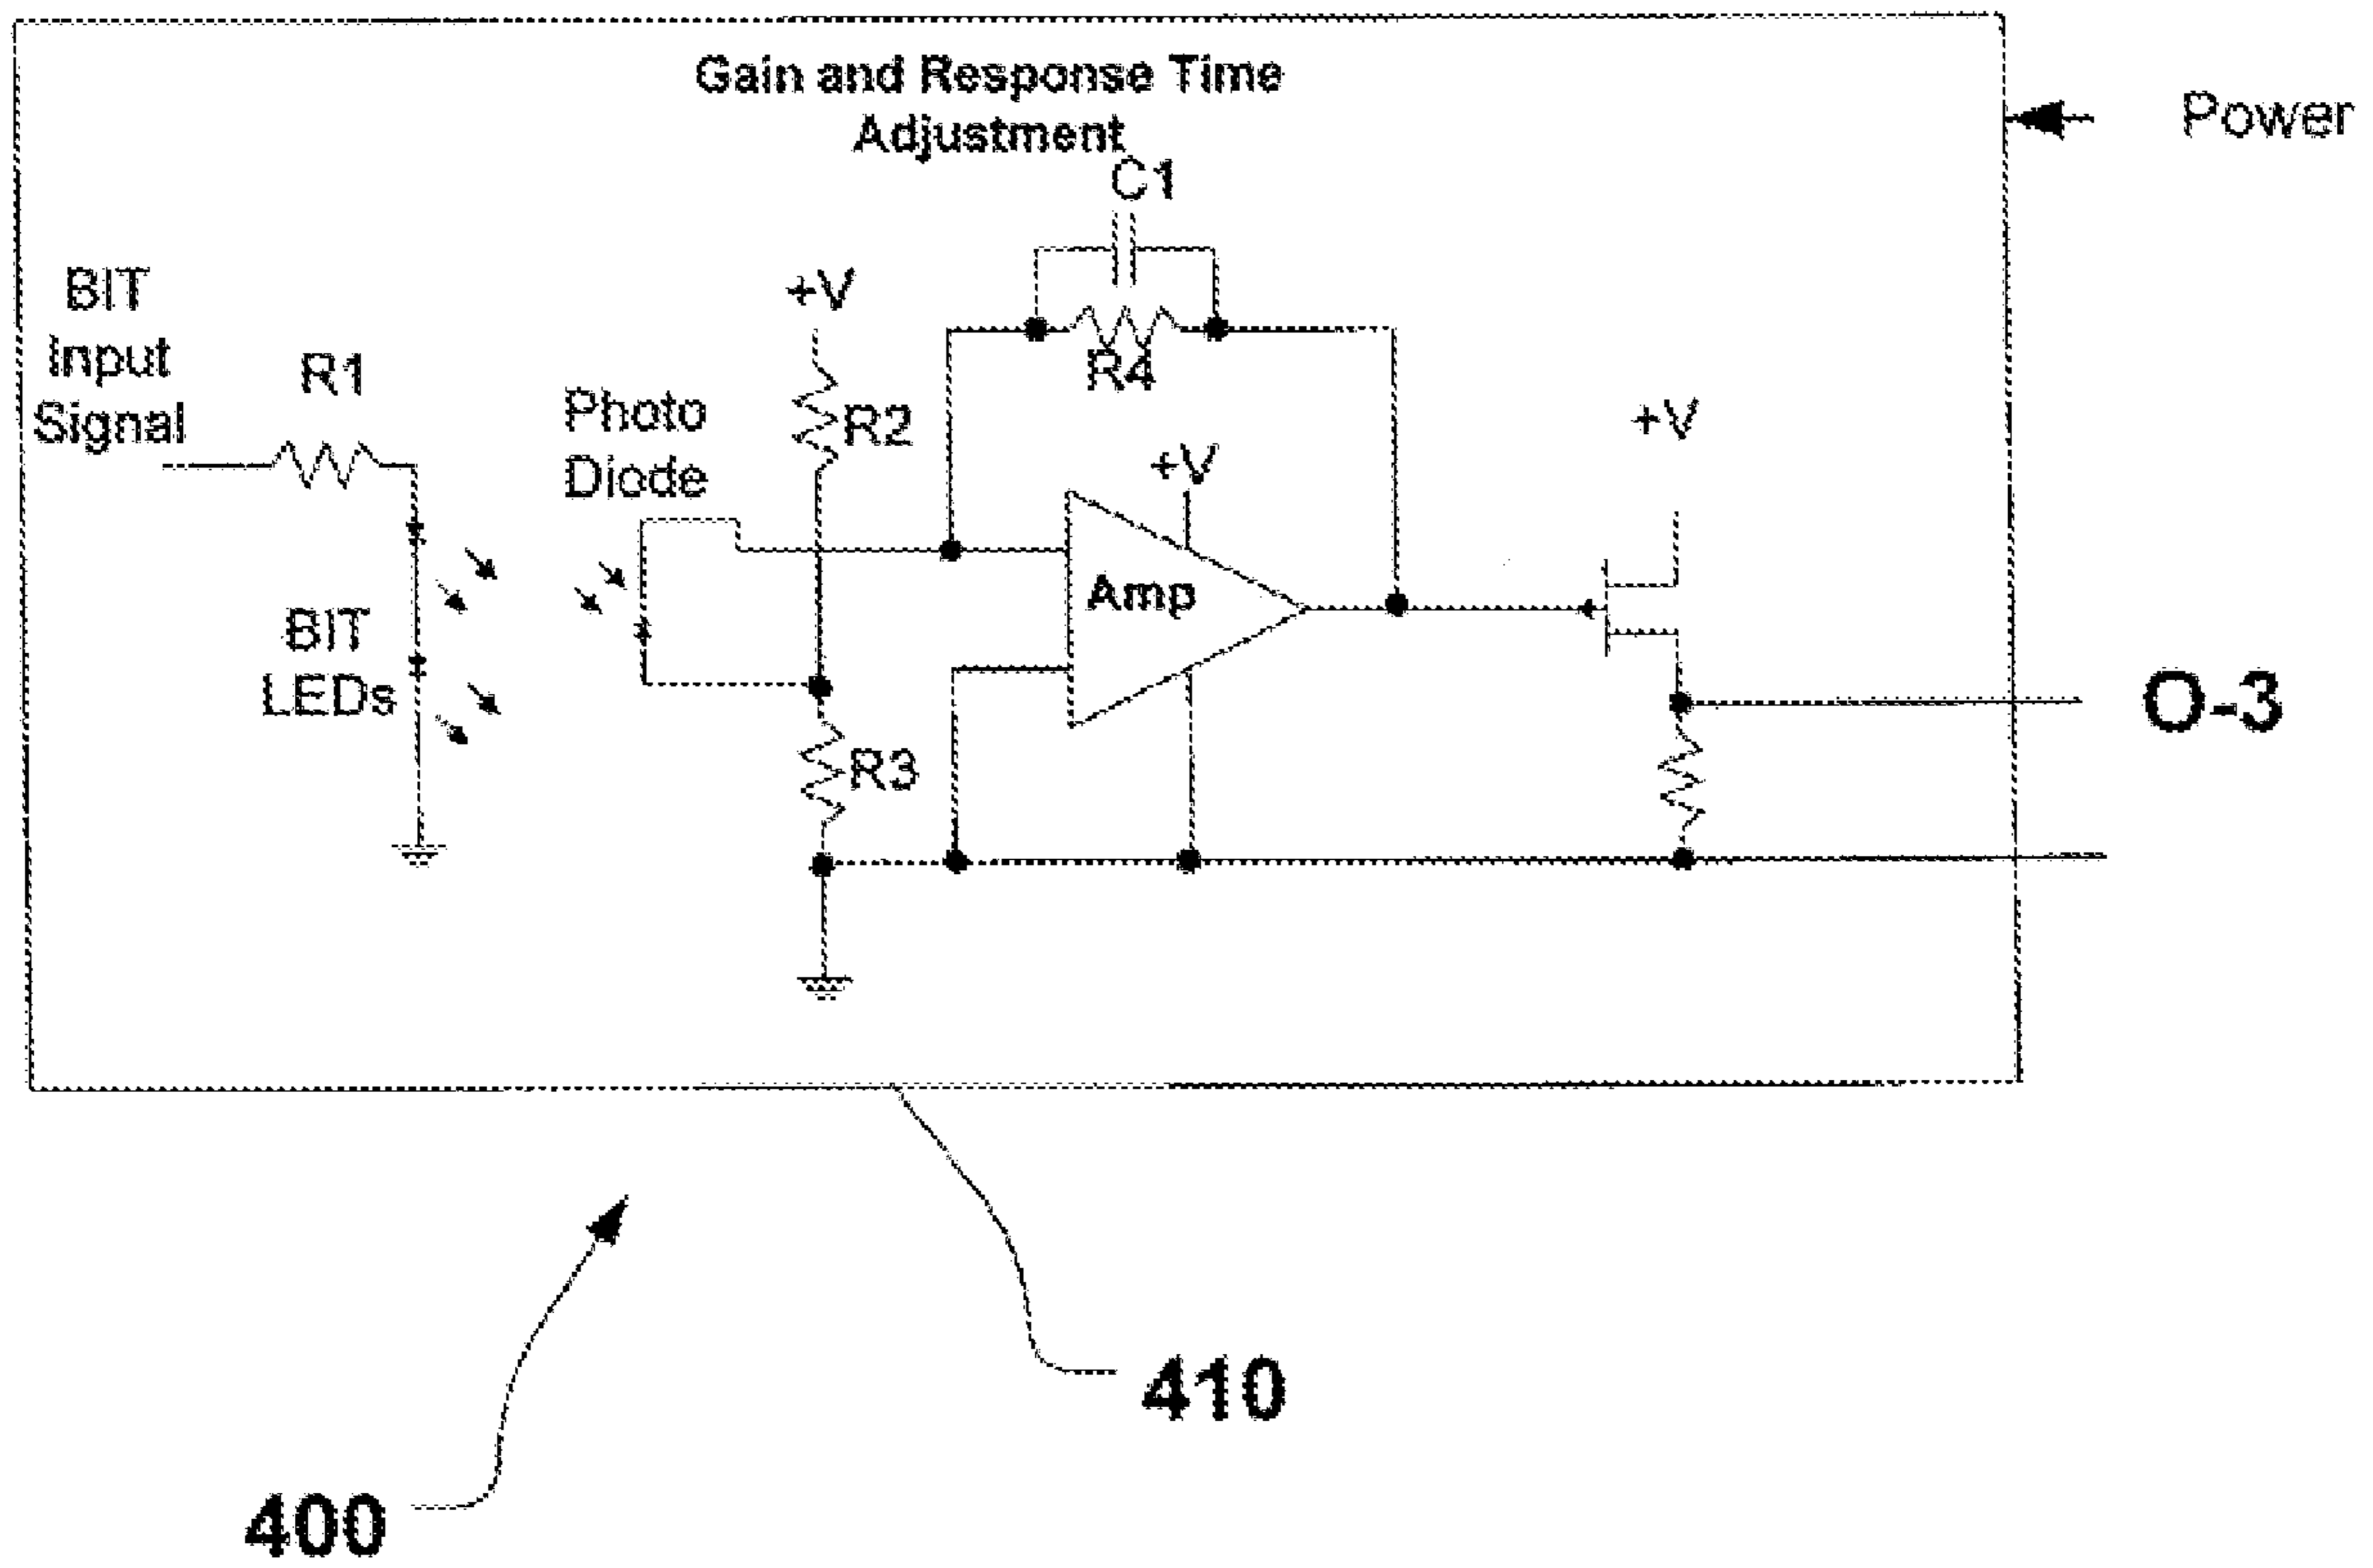 Gain and Response Time
Adjustment
Power
C1
BIT
Input
Signal
+V
R1
R4
Photo
Diode
R2
+V
+V
Amp
BIT
LEDs
O-3
R3
410
400